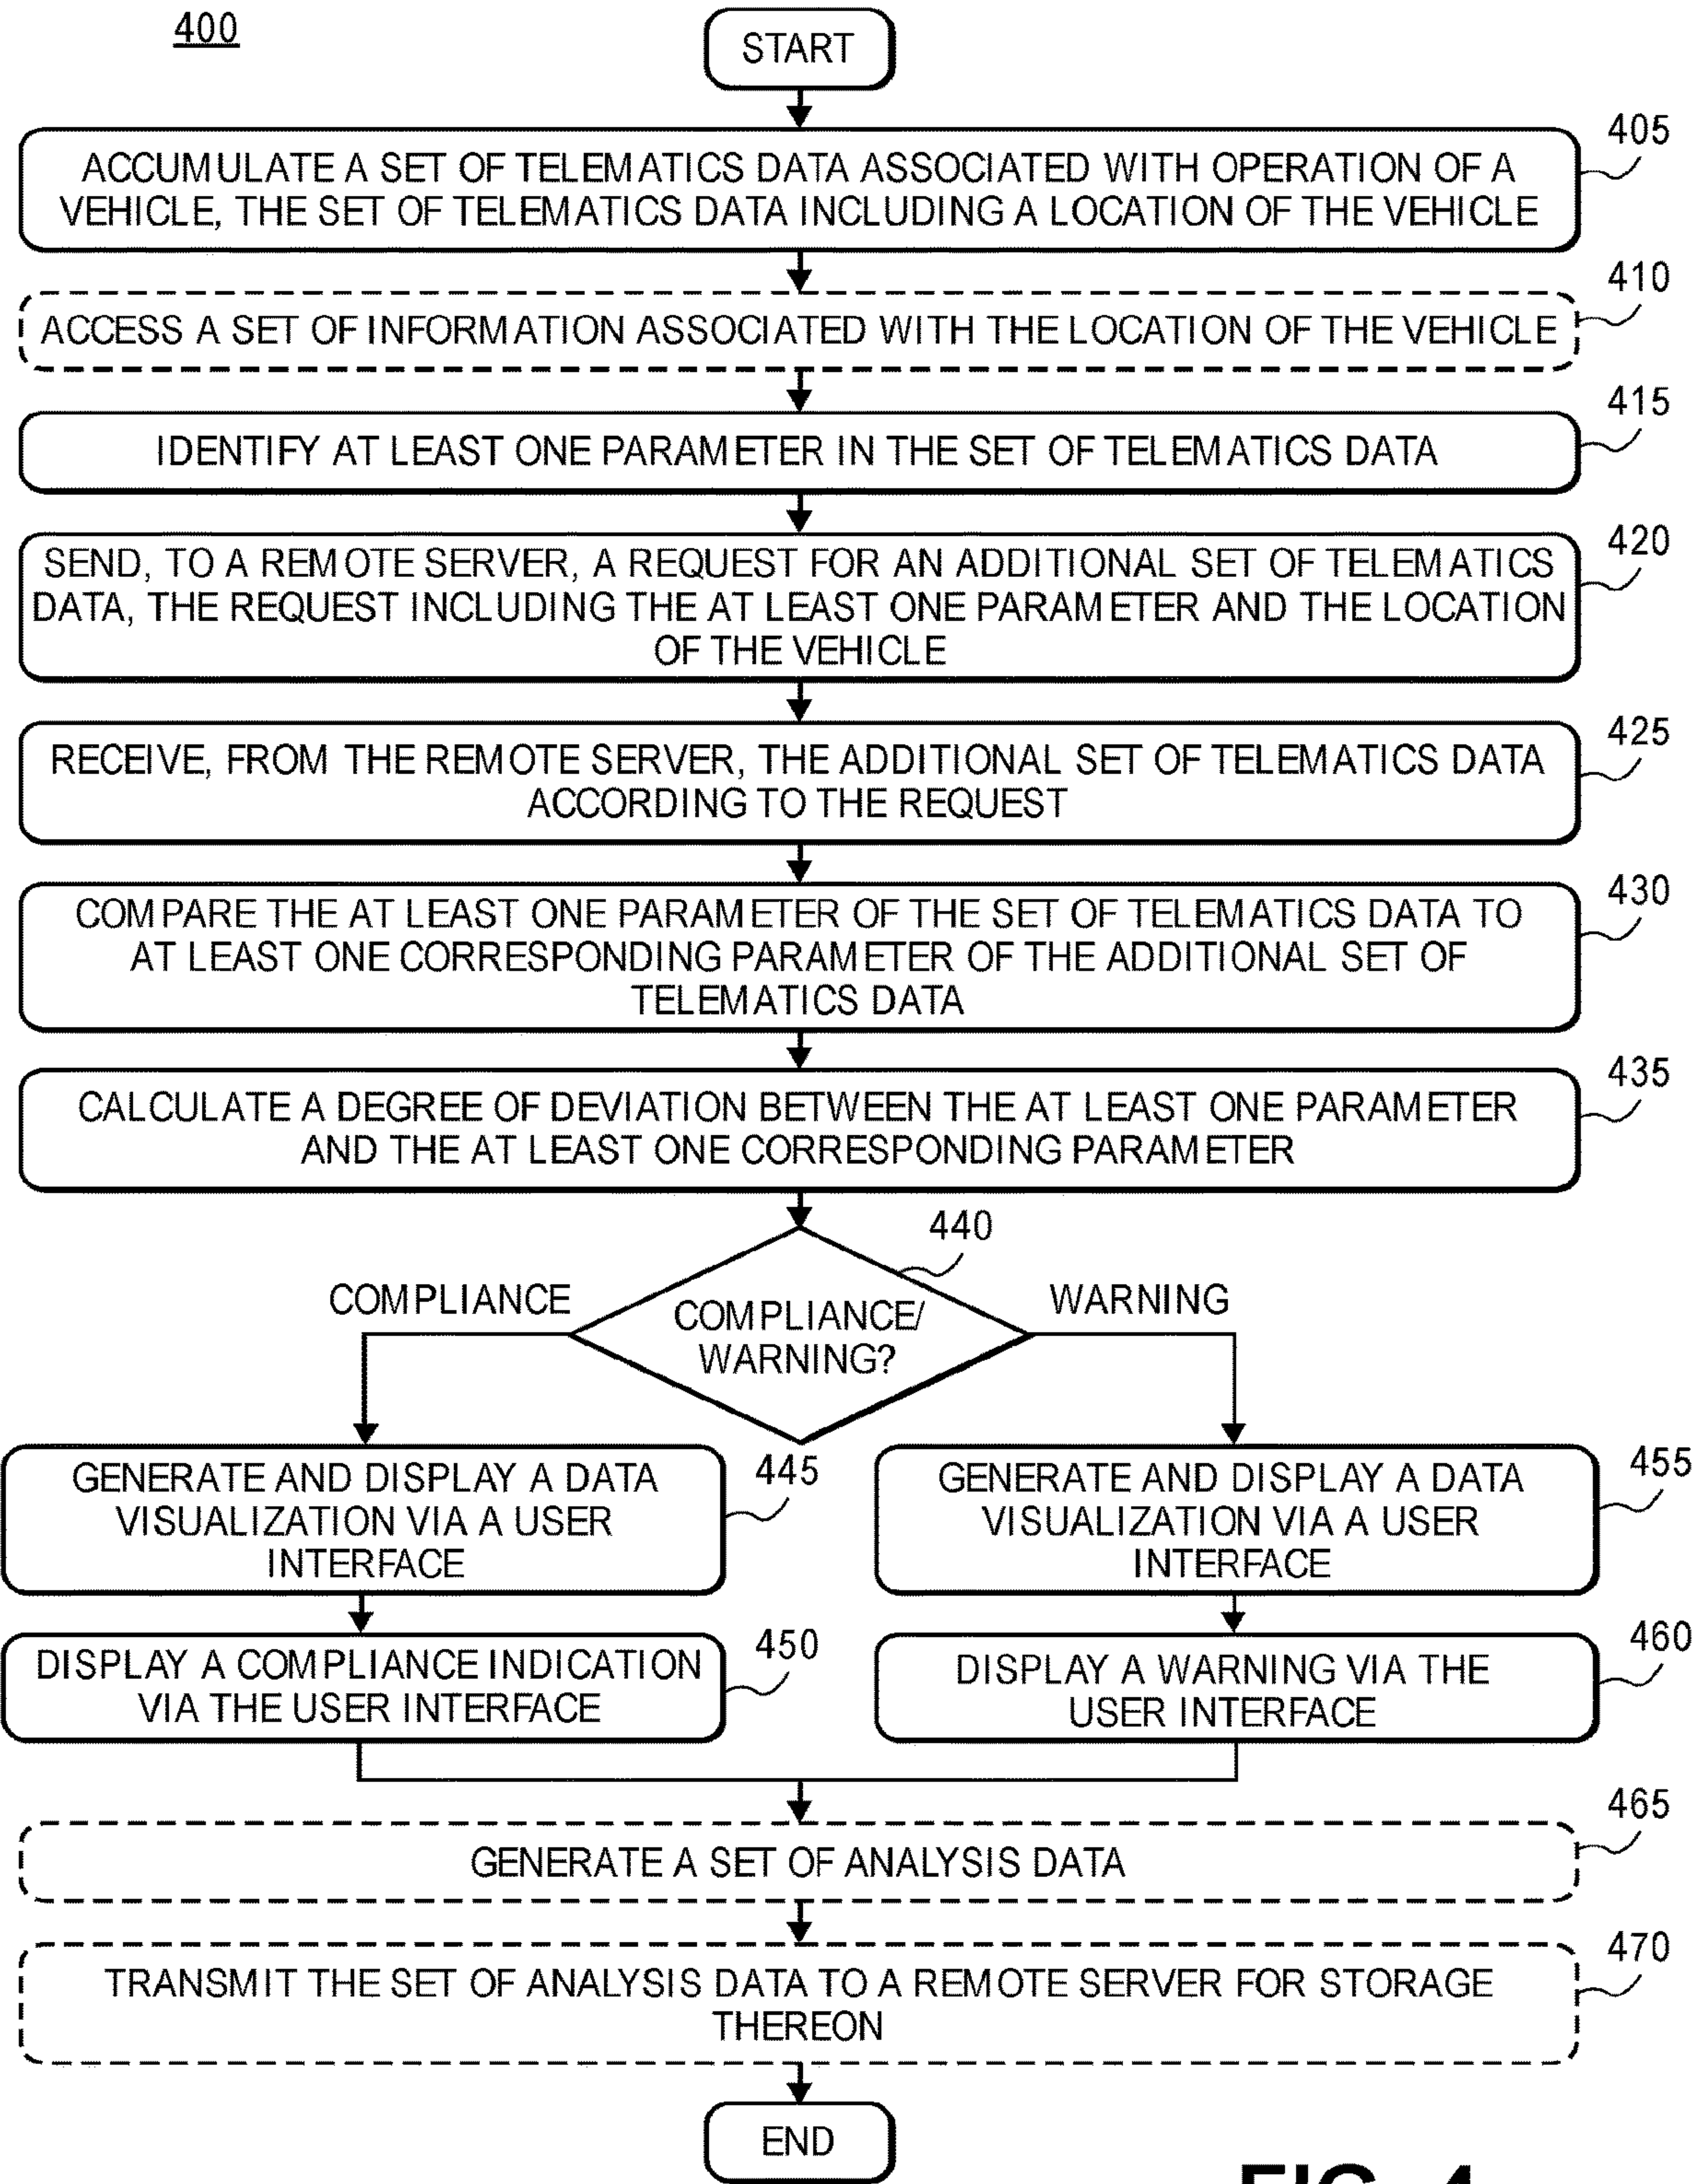 400
START
405
ACCUMULATE A SET OF TELEMATICS DATA ASSOCIATED WITH OPERATION OF A
VEHICLE, THE SET OF TELEMATICS DATA INCLUDING A LOCATION OF THE VEHICLE
410
ACCESS A SET OF INFORMATION ASSOCIATED WITH THE LOCATION OF THE VEHICLE
415
IDENTIFY AT LEAST ONE PARAMETER IN THE SET OF TELEMATICS DATA
420
SEND, TO A REMOTE SERVER, A REQUEST FOR AN ADDITIONAL SET OF TELEMATICS
DATA, THE REQUEST INCLUDING THE AT LEAST ONE PARAMETER AND THE LOCATION
OF THE VEHICLE
425
RECEIVE, FROM THE REMOTE SERVER, THE ADDITIONAL SET OF TELEMATICS DATA
ACCORDING TO THE REQUEST
430
COMPARE THE AT LEAST ONE PARAMETER OF THE SET OF TELEMATICS DATA TO
AT LEAST ONE CORRESPONDING PARAMETER OF THE ADDITIONAL SET OF
TELEMATICS DATA
435
CALCULATE A DEGREE OF DEVIATION BETWEEN THE AT LEAST ONE PARAMETER
AND THE AT LEAST ONE CORRESPONDING PARAMETER
440
COMPLIANCE
COMPLIANCE/
WARNING?
WARNING
445
GENERATE AND DISPLAY A DATA
VISUALIZATION VIA A USER
INTERFACE
455
GENERATE AND DISPLAY A DATA
VISUALIZATION VIA A USER
INTERFACE
450
DISPLAY A COMPLIANCE INDICATION
VIA THE USER INTERFACE
460
DISPLAY A WARNING VIA THE
USER INTERFACE
465
GENERATE A SET OF ANALYSIS DATA
470
TRANSMIT THE SET OF ANALYSIS DATA TO A REMOTE SERVER FOR STORAGE
THEREON
END
FIG. 4